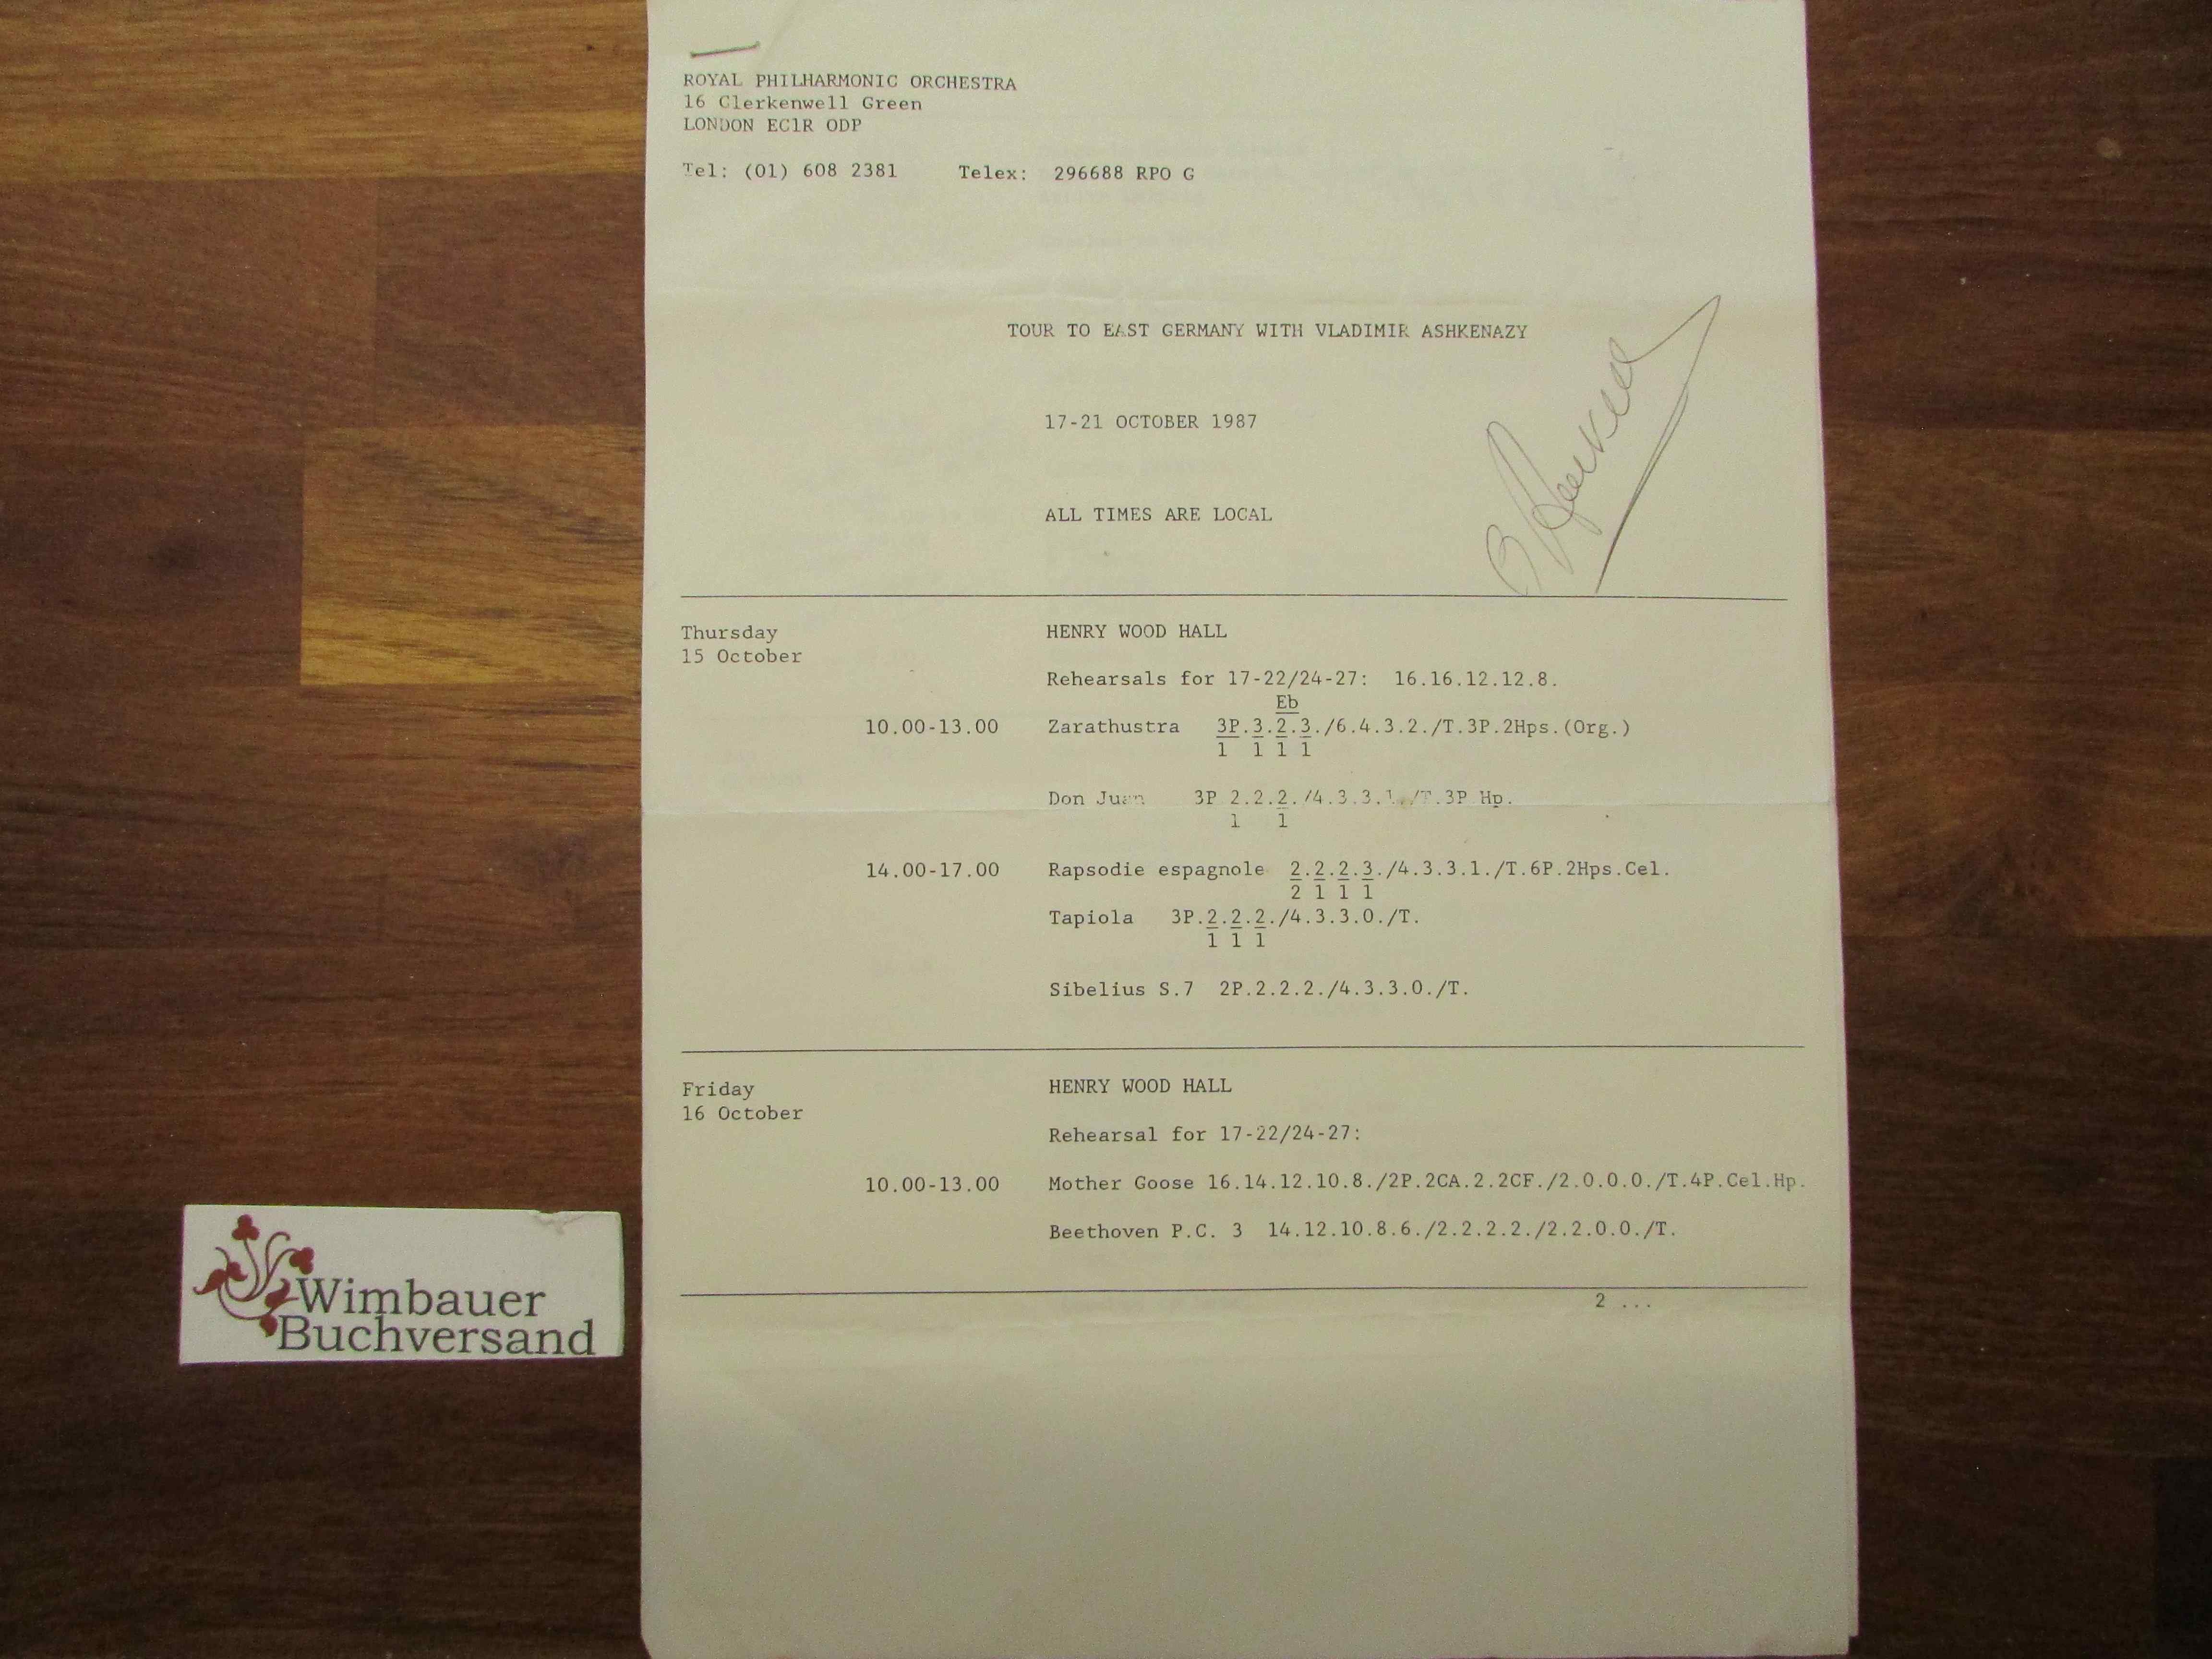 ROYAL PHILHARMONIC ORCHESTRA
16 Clerkenwell Green
LONDON EC1R ODP
Tel: (01) 608 2381 Telex: 296688 RPO G
TOUR TO EAST GERMANY WITH VLADIMIR ASHKENAZY
17-21 OCTOBER 1987
ALL TIMES ARE LOCAL
Thursday HENRY WOOD HALL
15 October
Rehearsals for 17-22/24-27: 16.16.12.12.8.
Eb
10.00-13.00 Zarathustra 3P.3.2.3./6.4.3.2./T.3P.2Hps.(Org.)
1 1 1 1
Don Juan 3P 2.2.2./4.3.3.1./T.3P Hp.
1 1
14.00-17.00 Rapsodie espagnole 2.2.2.3./4.3.3.1./T.6P.2Hps.Cel.
2 1 1 1
Tapiola 3P.2.2.2./4.3.3.0./T.
1 1 1
Sibelius S.7 2P.2.2.2./4.3.3.0./T.
Friday HENRY WOOD HALL
16 October
Rehearsal for 17-22/24-27:
10.00-13.00 Mother Goose 16.14.12.10.8./2P.2CA.2.2CF./2.0.0.0./T.4P.Cel.Hp.
Beethoven P.C. 3 14.12.10.8.6./2.2.2.2./2.2.0.0./T.
2 ...
Wimbauer
Buchversand